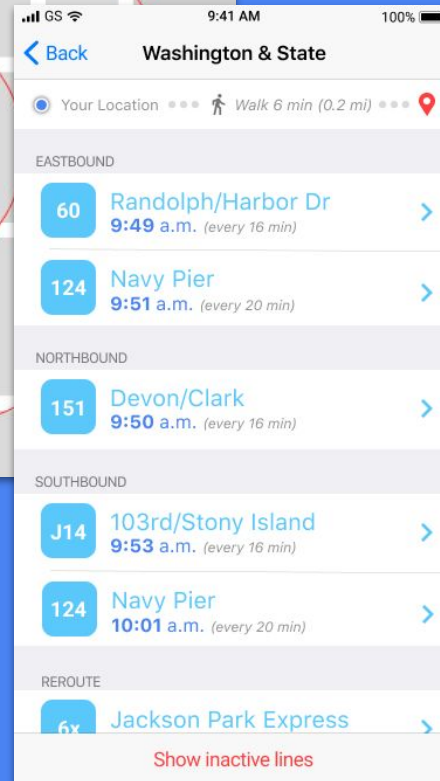 GS 9:41 AM 100%
Back Washington & State
Your Location Walk 6 min (0.2 mi)
EASTBOUND
60 Randolph/Harbor Dr
9:49 a.m. (every 16 min)
124 Navy Pier
9:51 a.m. (every 20 min)
NORTHBOUND
151 Devon/Clark
9:50 a.m. (every 16 min)
SOUTHBOUND
J14 103rd/Stony Island
9:53 a.m. (every 16 min)
124 Navy Pier
10:01 a.m. (every 20 min)
REROUTE
6x Jackson Park Express
Show inactive lines